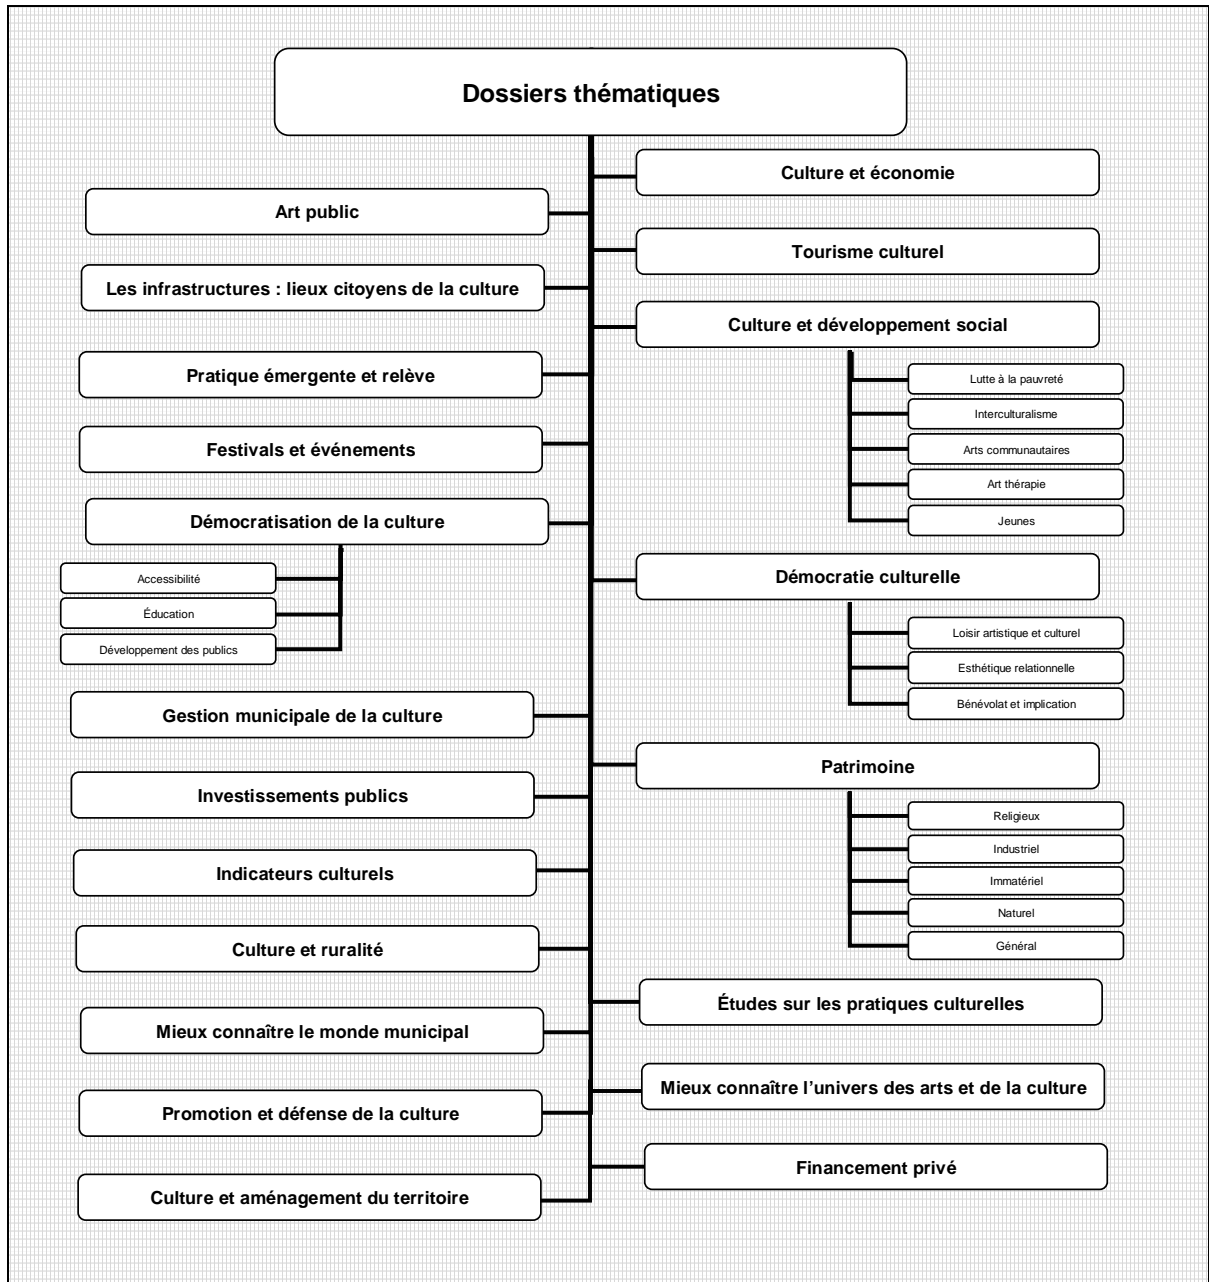 Dossiers thématiques
Culture et économie
Art public
Tourisme culturel
Les infrastructures : lieux citoyens de la culture
Culture et développement social
Lutte à la pauvreté
Interculturalisme
Arts communautaires
Art thérapie
Jeunes
Pratique émergente et relève
Festivals et événements
Démocratisation de la culture
Accessibilité
Éducation
Développement des publics
Démocratie culturelle
Loisir artistique et culturel
Esthétique relationnelle
Bénévolat et implication
Gestion municipale de la culture
Patrimoine
Religieux
Industriel
Immatériel
Naturel
Général
Investissements publics
Indicateurs culturels
Culture et ruralité
Études sur les pratiques culturelles
Mieux connaître le monde municipal
Mieux connaître l’univers des arts et de la culture
Promotion et défense de la culture
Financement privé
Culture et aménagement du territoire